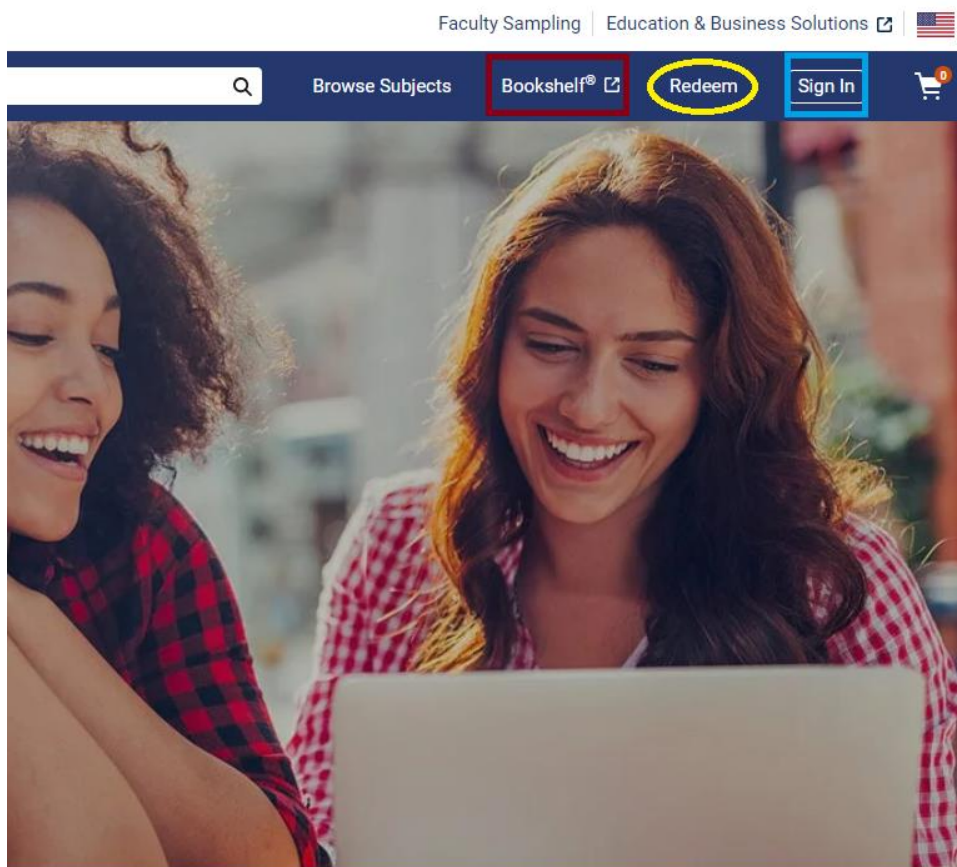 Faculty Sampling Education & Business Solutions
Browse Subjects Bookshelf® Redeem Sign In 0